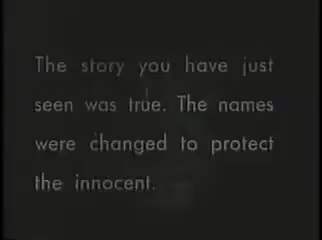 The story you have just
seen was true. The names
were changed to protect
the innocent.